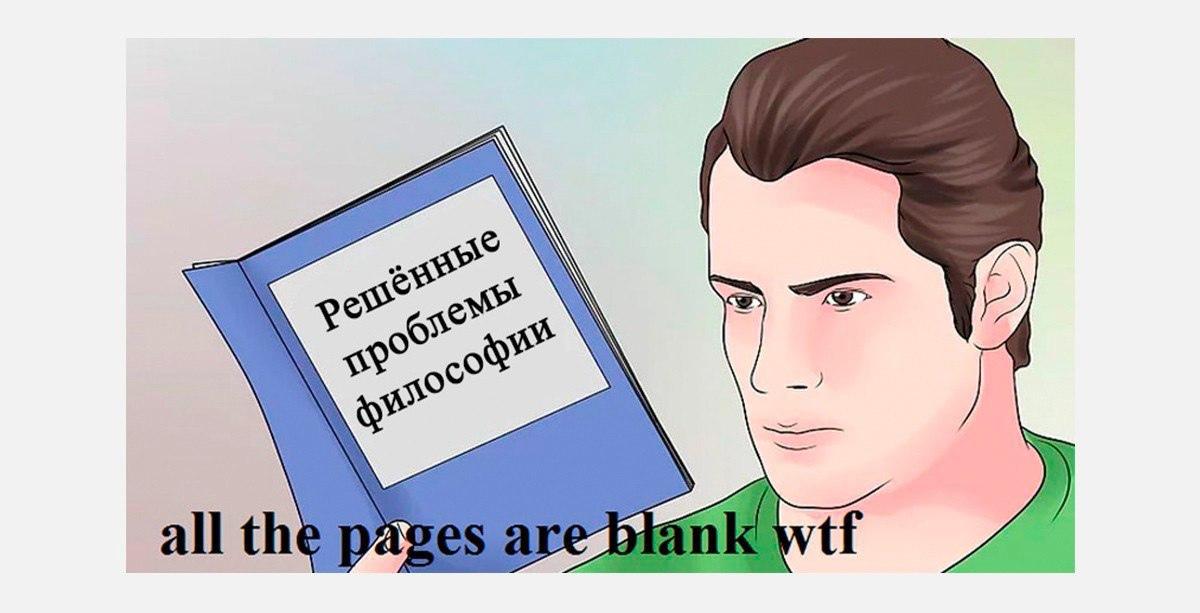 Решённые
проблемы
философии
all the pages are blank wtf